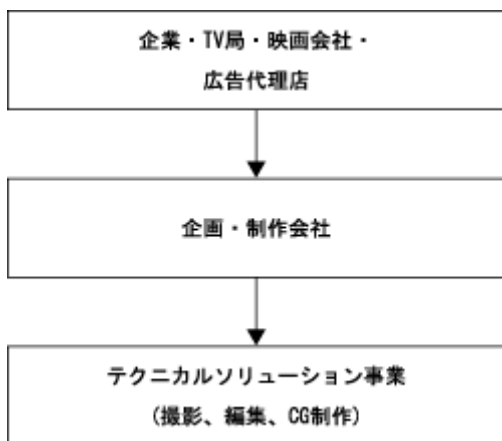 企業・TV局・映画会社・
広告代理店
企画・制作会社
テクニカルソリューション事業
(撮影、編集、CG制作)